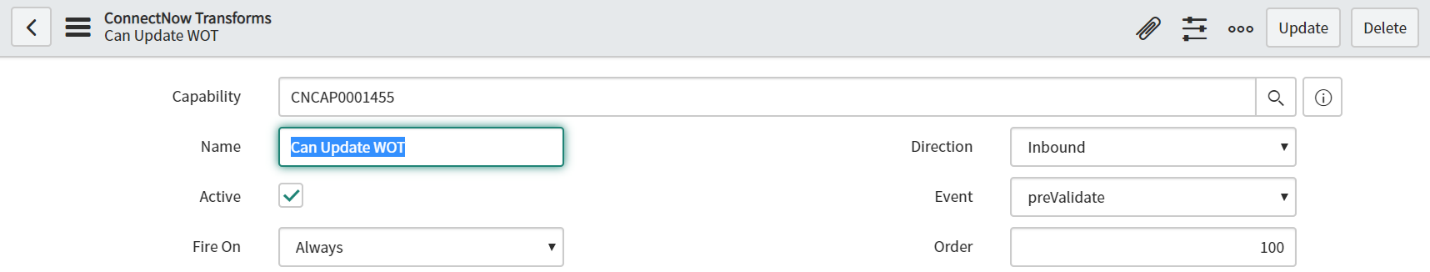 ConnectNow Transforms
Can Update WOT
Update
Delete
Capability
CNCAP0001455
Name
Can Update WOT
Direction
Inbound
Active
Event
preValidate
Fire On
Always
Order
100